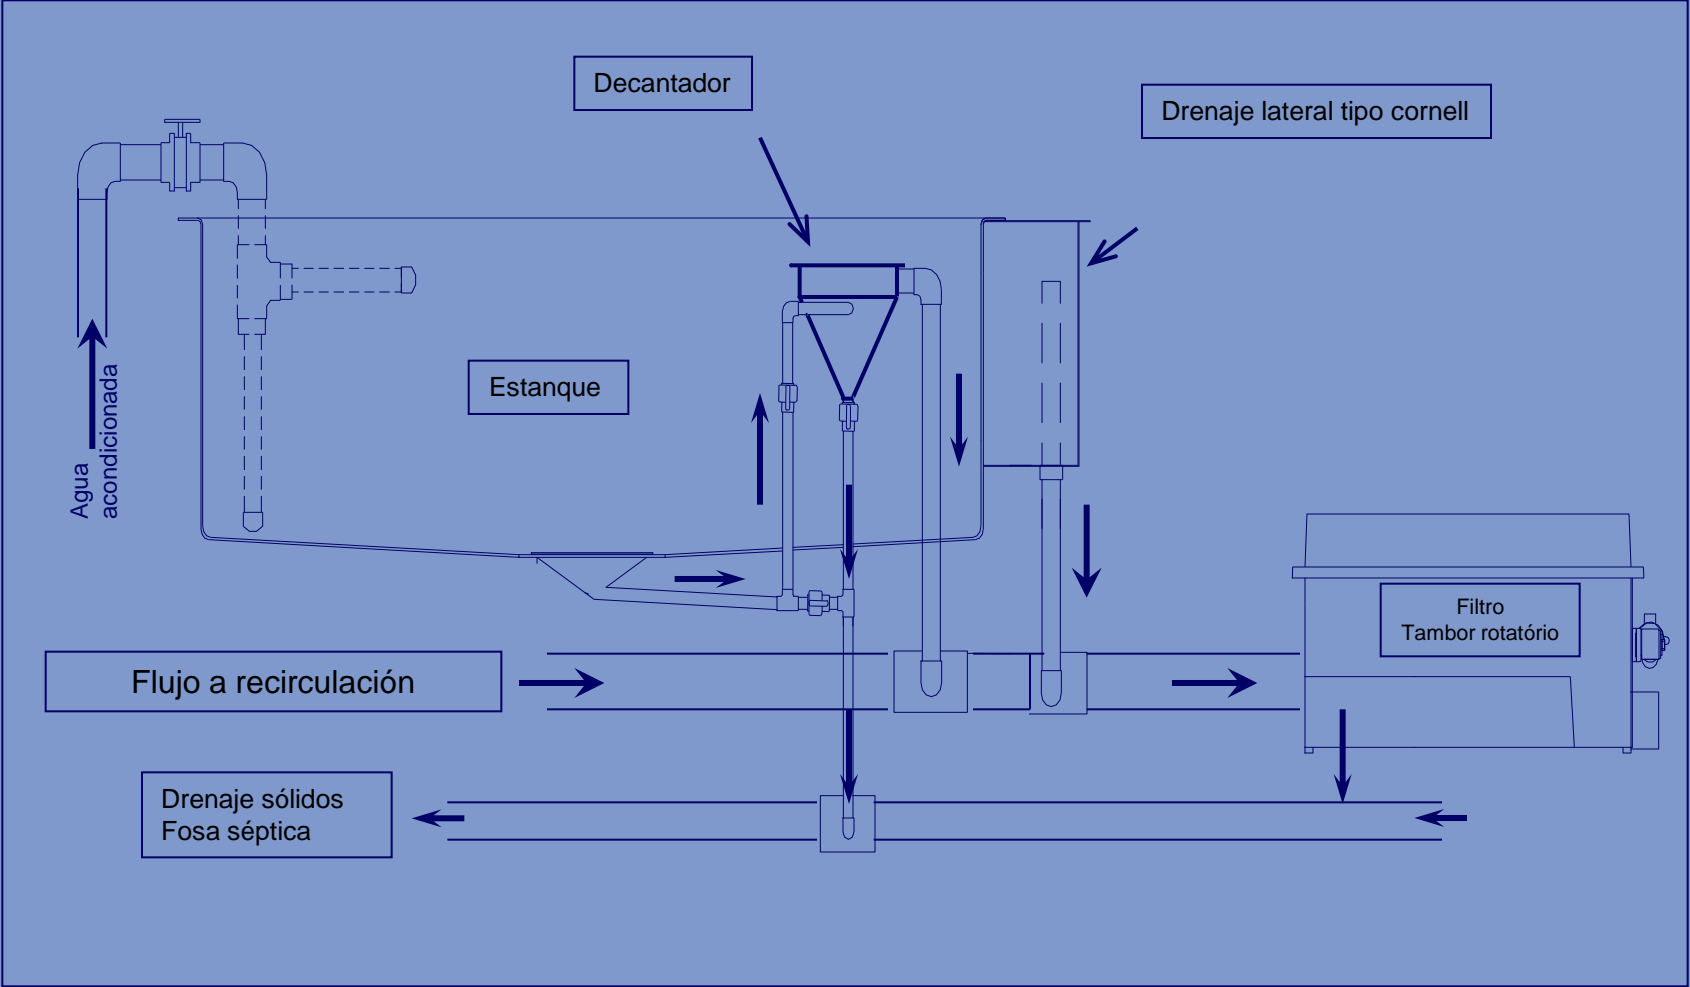 Decantador
Drenaje lateral tipo cornell
Estanque
Agua
acondicionada
Filtro
Tambor rotatório
Flujo a recirculación
Drenaje sólidos
Fosa séptica